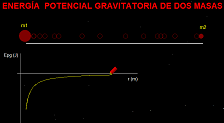 ENERGÍA POTENCIAL GRAVITATORIA DE DOS MASAS
m1
m2
Epg (J)
r (m)